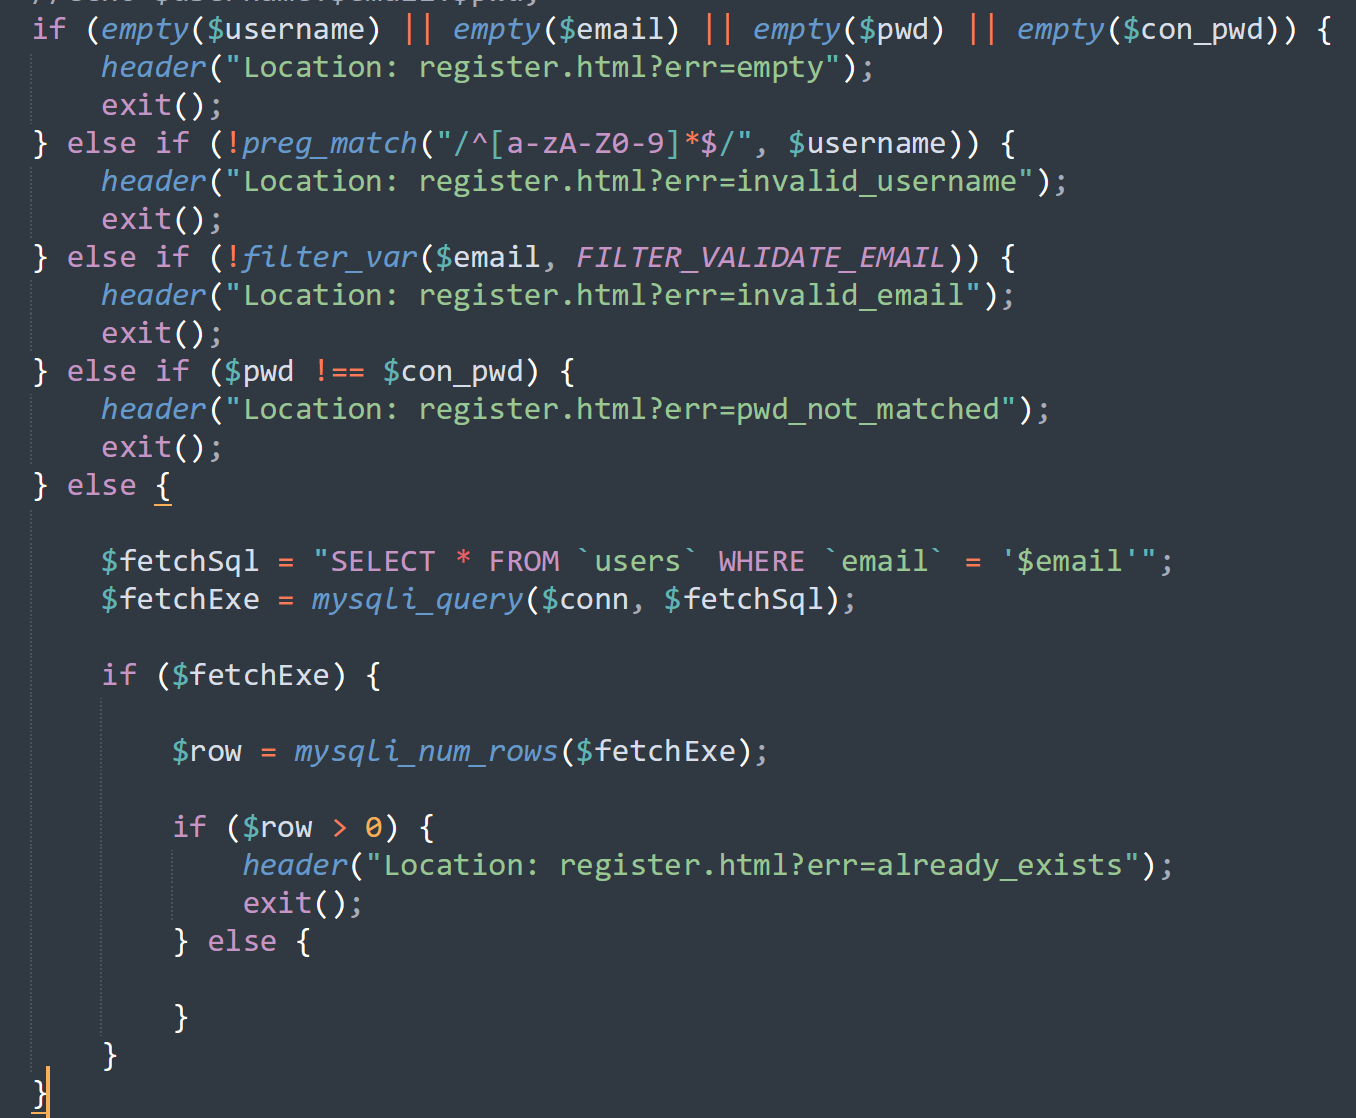 if (empty($username) || empty($email) || empty($pwd) || empty($con_pwd)) {
    header("Location: register.html?err=empty");
    exit();
} else if (!preg_match("/^[a-zA-Z0-9]*$/", $username)) {
    header("Location: register.html?err=invalid_username");
    exit();
} else if (!filter_var($email, FILTER_VALIDATE_EMAIL)) {
    header("Location: register.html?err=invalid_email");
    exit();
} else if ($pwd !== $con_pwd) {
    header("Location: register.html?err=pwd_not_matched");
    exit();
} else {
    $fetchSql = "SELECT * FROM `users` WHERE `email` = '$email'";
    $fetchExe = mysqli_query($conn, $fetchSql);
    if ($fetchExe) {
        $row = mysqli_num_rows($fetchExe);
        if ($row > 0) {
            header("Location: register.html?err=already_exists");
            exit();
        } else {
        }
    }
}